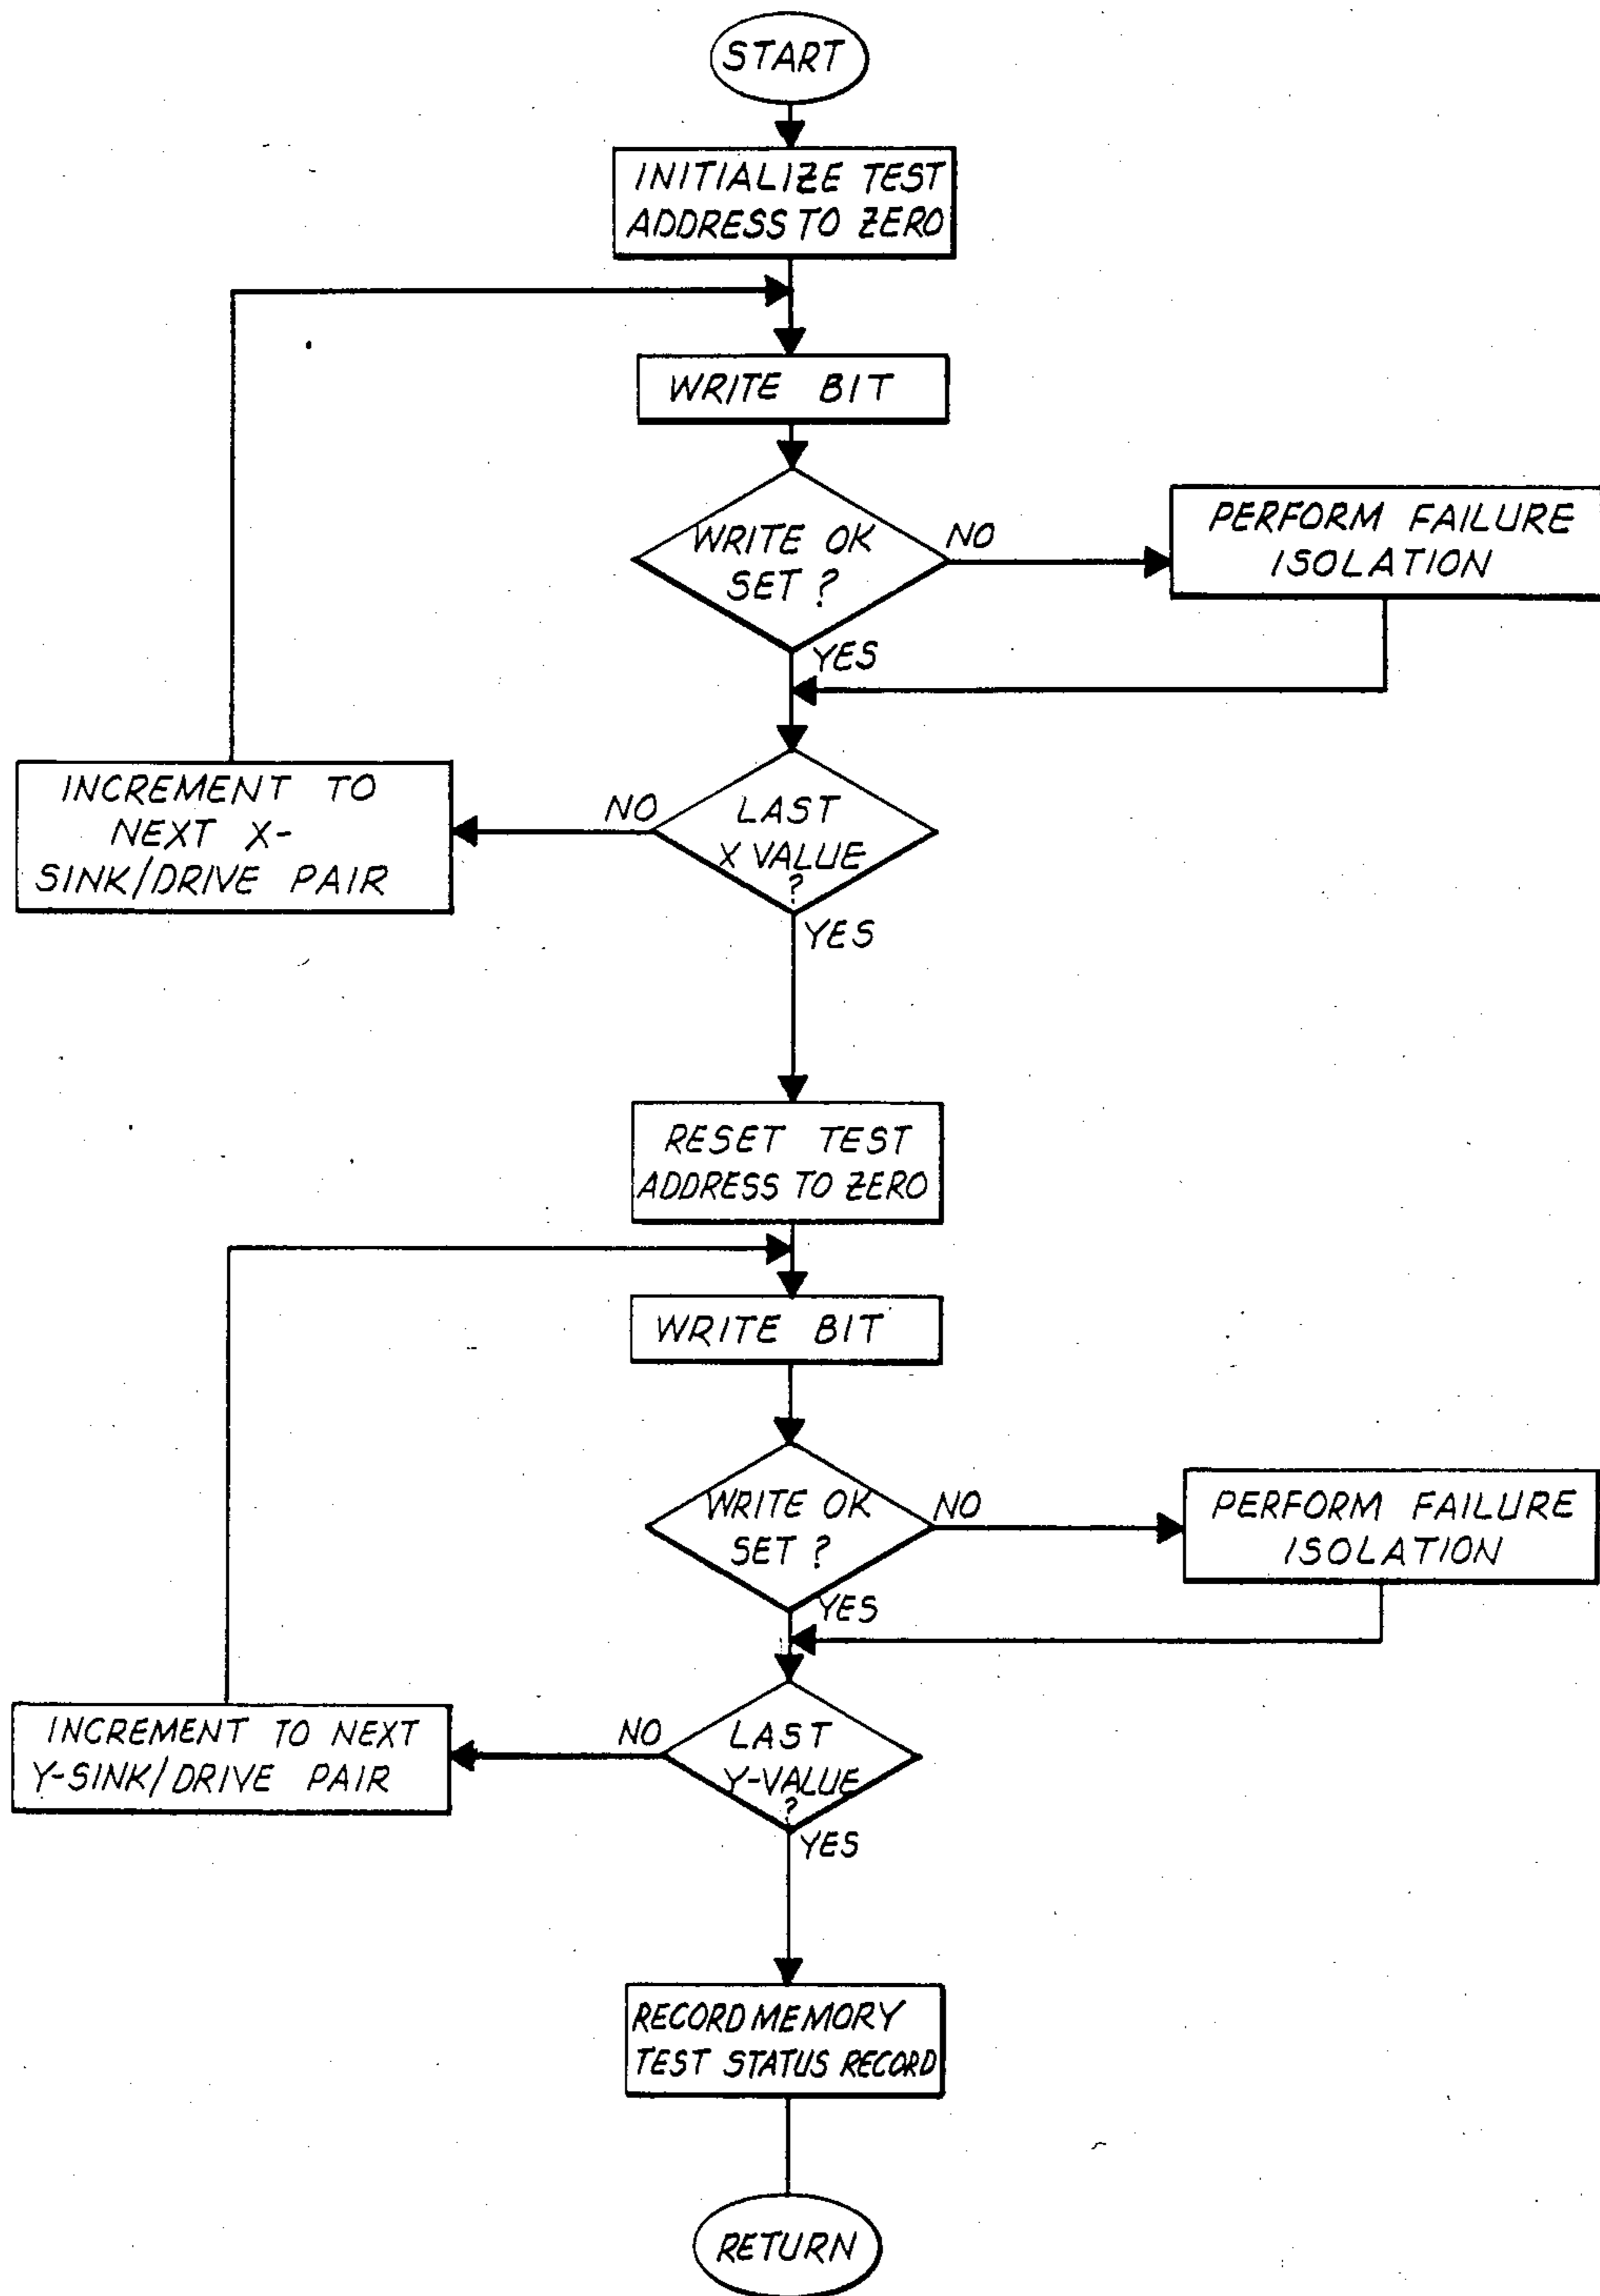 START
INITIALIZE TEST
ADDRESS TO ZERO
WRITE BIT
WRITE OK
SET ?
NO
PERFORM FAILURE
ISOLATION
YES
INCREMENT TO
NEXT X-
SINK/DRIVE PAIR
NO
LAST
X VALUE
?
YES
RESET TEST
ADDRESS TO ZERO
WRITE BIT
WRITE OK
SET ?
NO
PERFORM FAILURE
ISOLATION
YES
INCREMENT TO NEXT
Y-SINK/DRIVE PAIR
NO
LAST
Y-VALUE
?
YES
RECORD MEMORY
TEST STATUS RECORD
RETURN